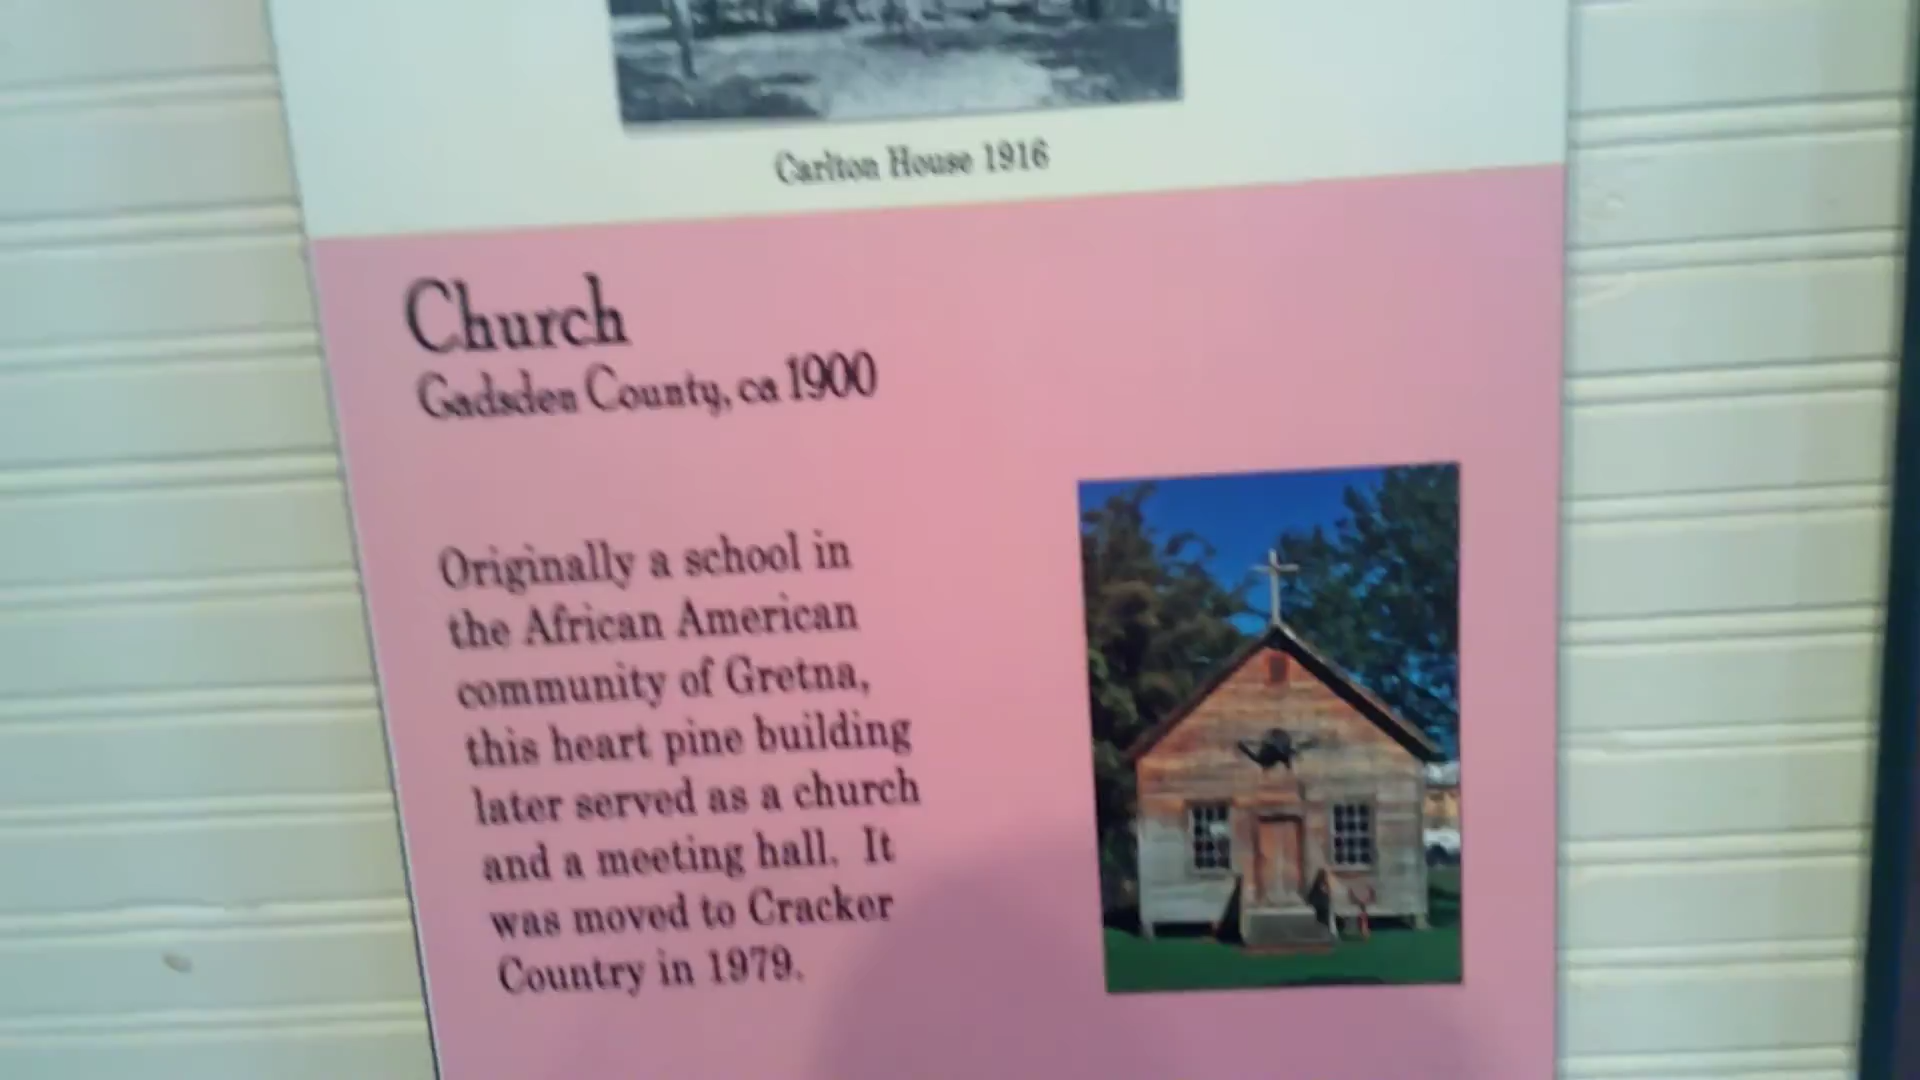 Carlton House 1916
Church
Gadsden County, ca 1900
Originally a school in
the African American
community of Gretna,
this heart pine building
later served as a church
and a meeting hall. It
was moved to Cracker
Country in 1979.